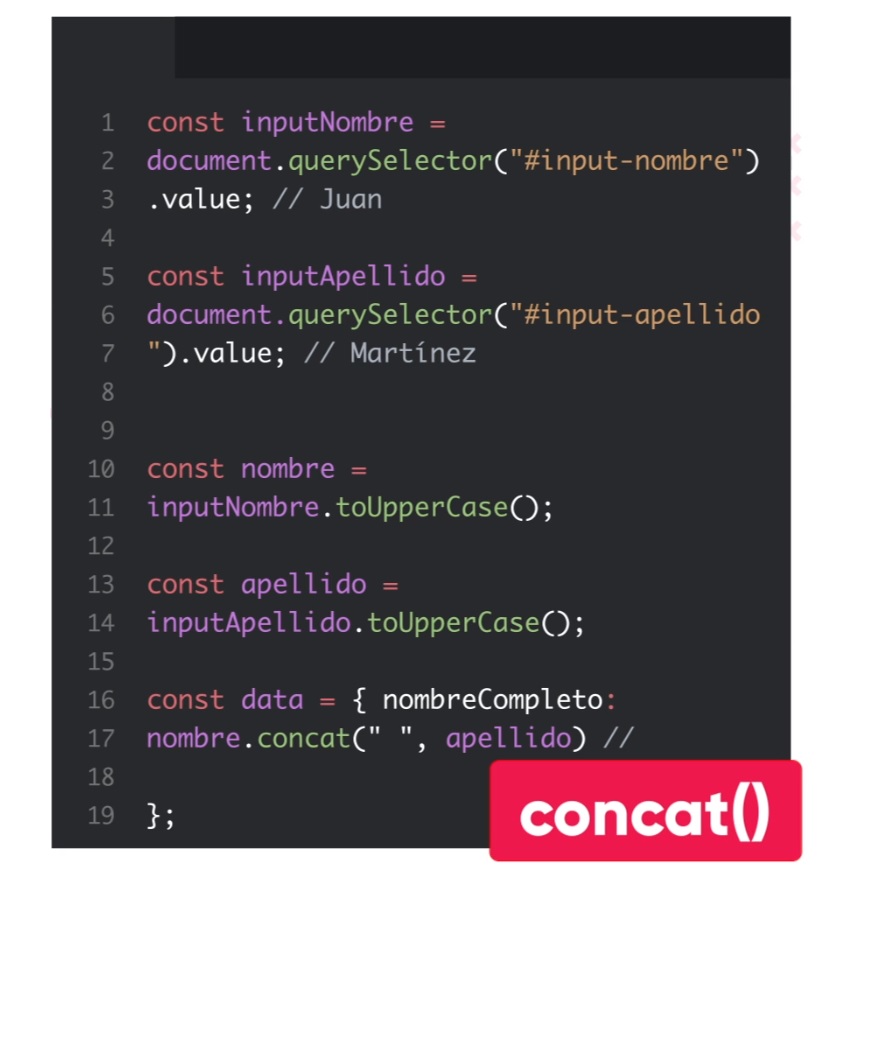 1 const inputNombre =
2 document.querySelector("#input-nombre")
3 .value; // Juan
4
5 const inputApellido =
6 document.querySelector("#input-apellido
7 ").value; // Martínez
8
9
10 const nombre =
11 inputNombre.toUpperCase();
12
13 const apellido =
14 inputApellido.toUpperCase();
15
16 const data = { nombreCompleto:
17 nombre.concat(" ", apellido) //
18
19 };
concat()